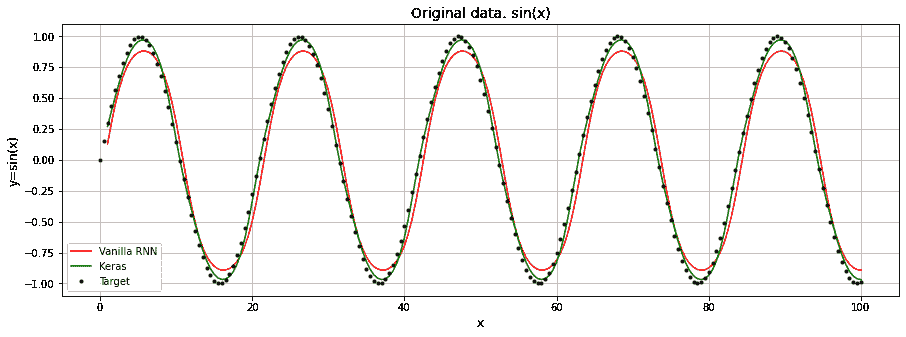 Original data. sin(x)
y=sin(x)
1.00
0.75
0.50
0.25
0.00
−0.25
−0.50
−0.75
−1.00
Vanilla RNN
Keras
Target
0 20 40 60 80 100
x